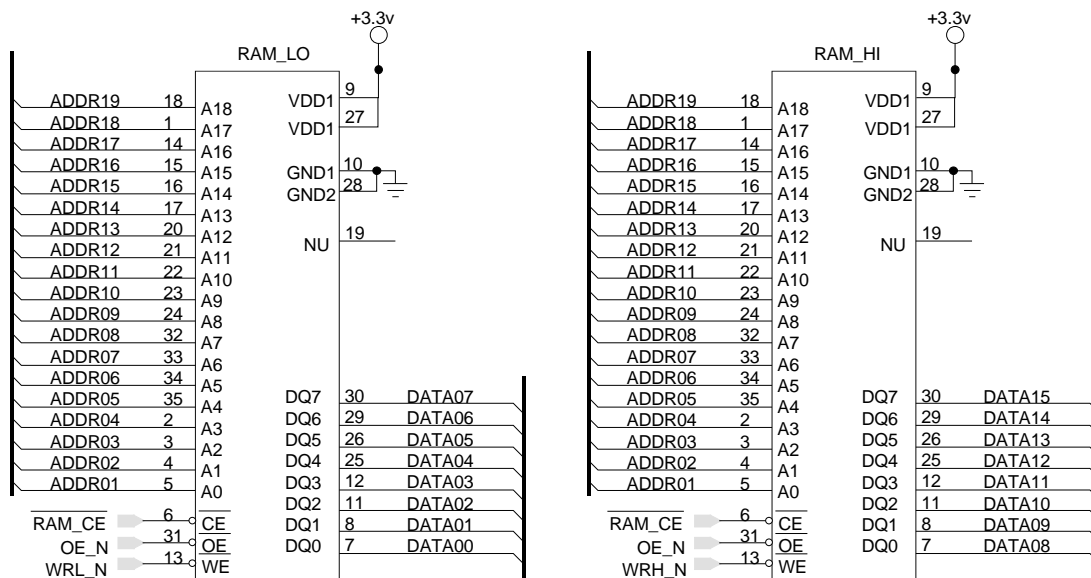 +3.3v
+3.3v
RAM_LO
RAM_HI
ADDR19 18 A18 VDD1 9
ADDR18 1 A17 VDD1 27
ADDR17 14 A16
ADDR16 15 A15 GND1 10
ADDR15 16 A14 GND2 28
ADDR14 17 A13
ADDR13 20 A12 NU 19
ADDR12 21 A11
ADDR11 22 A10
ADDR10 23 A9
ADDR09 24 A8
ADDR08 32 A7
ADDR07 33 A6
ADDR06 34 A5
ADDR05 35 A4 DQ7 30 DATA07
ADDR04 2 A3 DQ6 29 DATA06
ADDR03 3 A2 DQ5 26 DATA05
ADDR02 4 A1 DQ4 25 DATA04
ADDR01 5 A0 DQ3 12 DATA03
DQ2 11 DATA02
RAM_CE 6 CE DQ1 8 DATA01
OE_N 31 OE DQ0 7 DATA00
WRL_N 13 WE
ADDR19 18 A18 VDD1 9
ADDR18 1 A17 VDD1 27
ADDR17 14 A16
ADDR16 15 A15 GND1 10
ADDR15 16 A14 GND2 28
ADDR14 17 A13
ADDR13 20 A12 NU 19
ADDR12 21 A11
ADDR11 22 A10
ADDR10 23 A9
ADDR09 24 A8
ADDR08 32 A7
ADDR07 33 A6
ADDR06 34 A5
ADDR05 35 A4 DQ7 30 DATA15
ADDR04 2 A3 DQ6 29 DATA14
ADDR03 3 A2 DQ5 26 DATA13
ADDR02 4 A1 DQ4 25 DATA12
ADDR01 5 A0 DQ3 12 DATA11
DQ2 11 DATA10
RAM_CE 6 CE DQ1 8 DATA09
OE_N 31 OE DQ0 7 DATA08
WRH_N 13 WE